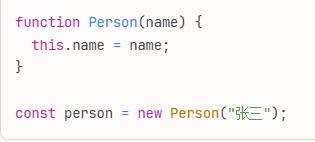 function Person(name) {
  this.name = name;
}

const person = new Person("张三");